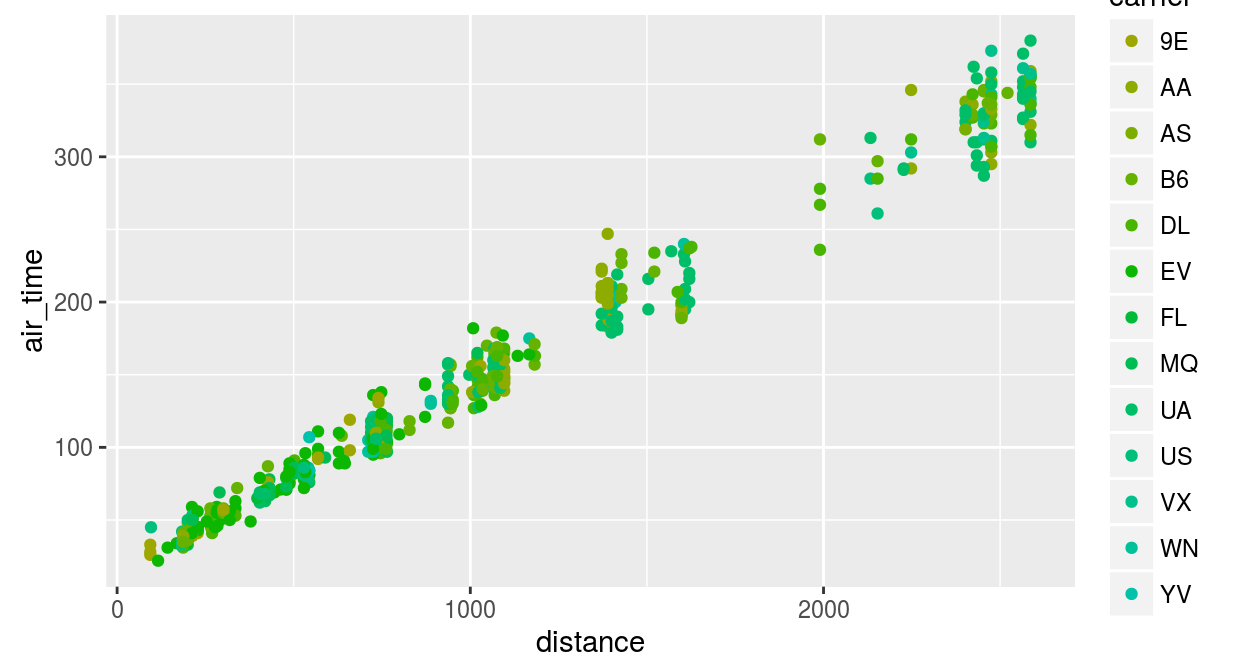 carrier
9E
AA
AS
B6
DL
EV
FL
MQ
UA
US
VX
WN
YV
air_time
300
200
100
0 1000 2000
distance